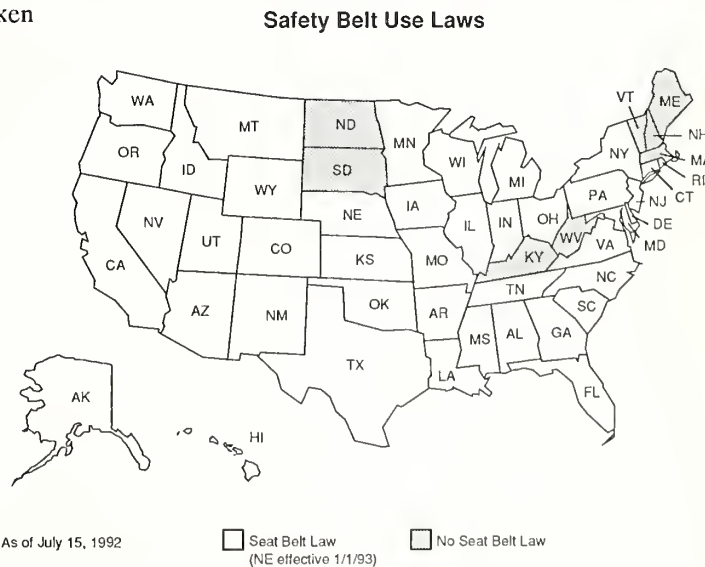 ken
Safety Belt Use Laws
WA
OR
CA
NV
ID
MT
WY
UT
AZ
CO
NM
ND
SD
NE
KS
OK
TX
MN
IA
MO
AR
LA
WI
IL
MI
IN
OH
KY
TN
MS
AL
GA
FL
SC
NC
VA
WV
PA
NY
VT
ME
NH
MA
RI
CT
NJ
DE
MD
AK
HI
As of July 15, 1992
Seat Belt Law
(NE effective 1/1/93)
No Seat Belt Law